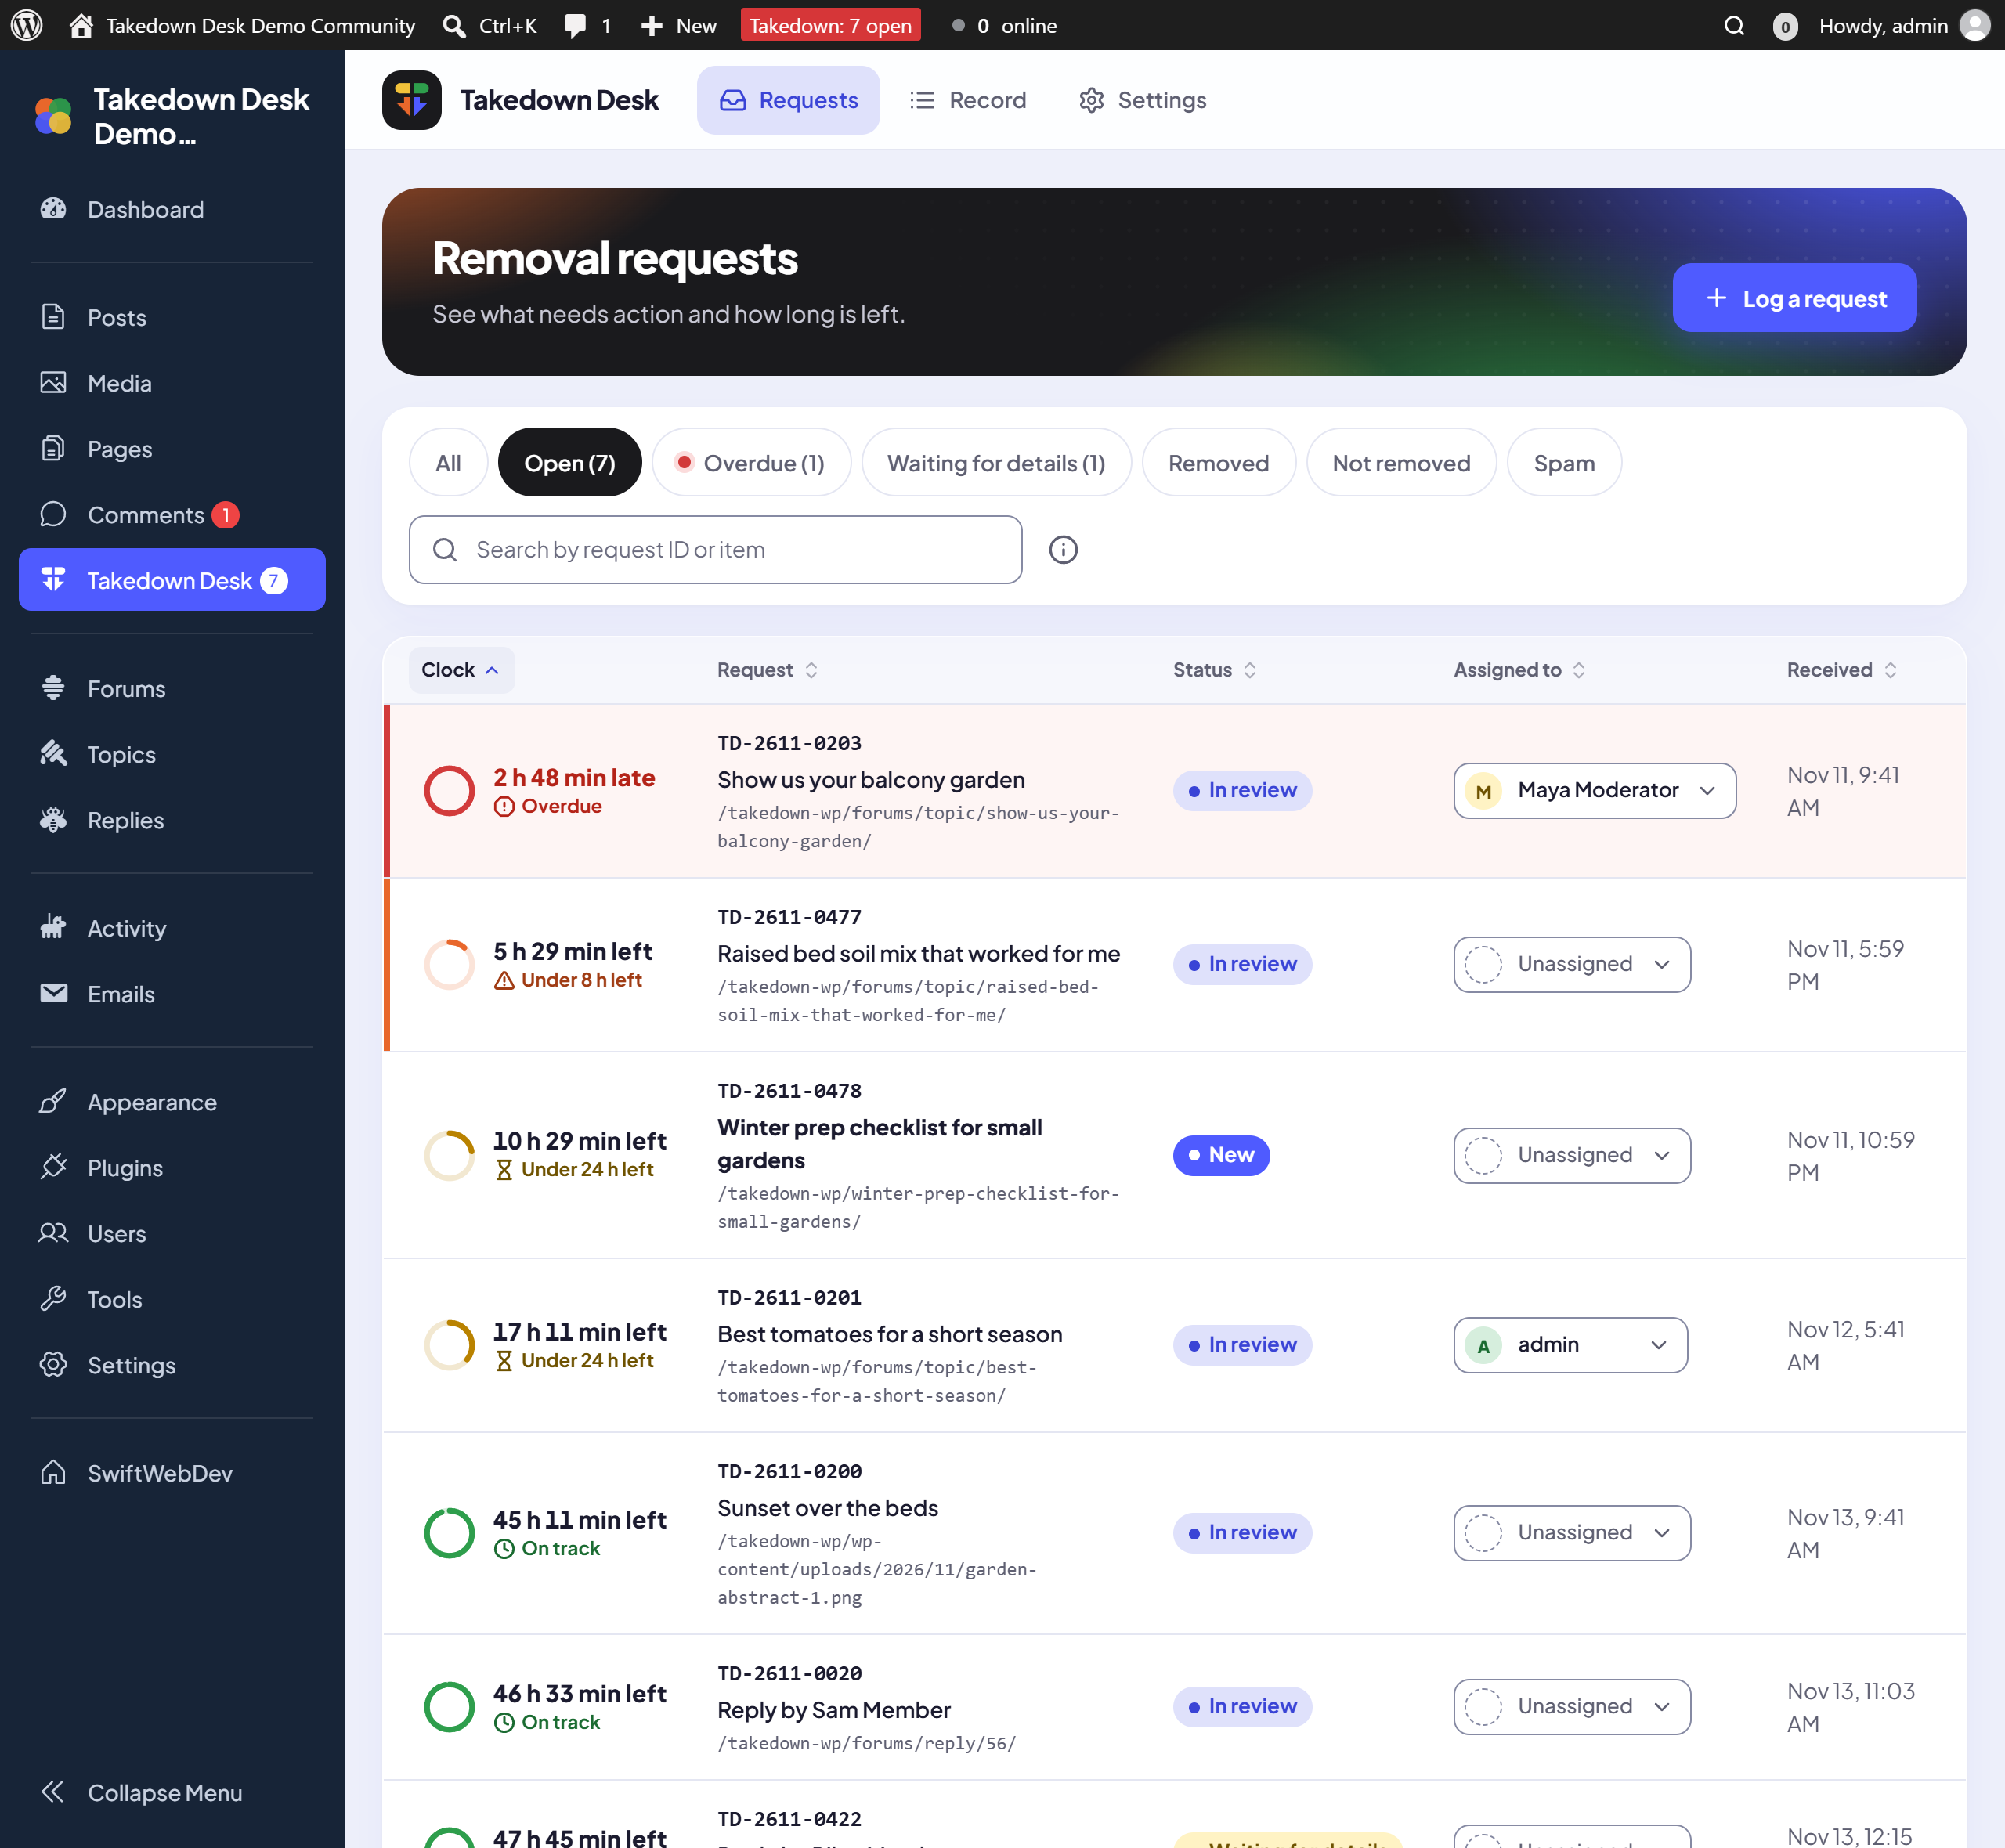 Takedown Desk Demo Community Ctrl+K 1 New Takedown: 7 open 0 online 0 Howdy, admin
Takedown Desk
Demo...
Dashboard
Posts
Media
Pages
Comments 1
Takedown Desk 7
Forums
Topics
Replies
Activity
Emails
Appearance
Plugins
Users
Tools
Settings
SwiftWebDev
Collapse Menu
Takedown Desk Requests Record Settings
Removal requests
See what needs action and how long is left.
Log a request
All Open (7) Overdue (1) Waiting for details (1) Removed Not removed Spam
Search by request ID or item
Clock Request Status Assigned to Received
2 h 48 min late
Overdue
TD-2611-0203
Show us your balcony garden
/takedown-wp/forums/topic/show-us-your-
balcony-garden/
In review
M Maya Moderator
Nov 11, 9:41
AM
5 h 29 min left
Under 8 h left
TD-2611-0477
Raised bed soil mix that worked for me
/takedown-wp/forums/topic/raised-bed-
soil-mix-that-worked-for-me/
In review
Unassigned
Nov 11, 5:59
PM
10 h 29 min left
Under 24 h left
TD-2611-0478
Winter prep checklist for small
gardens
/takedown-wp/winter-prep-checklist-for-
small-gardens/
New
Unassigned
Nov 11, 10:59
PM
17 h 11 min left
Under 24 h left
TD-2611-0201
Best tomatoes for a short season
/takedown-wp/forums/topic/best-
tomatoes-for-a-short-season/
In review
A admin
Nov 12, 5:41
AM
45 h 11 min left
On track
TD-2611-0200
Sunset over the beds
/takedown-wp/wp-
content/uploads/2026/11/garden-
abstract-1.png
In review
Unassigned
Nov 13, 9:41
AM
46 h 33 min left
On track
TD-2611-0020
Reply by Sam Member
/takedown-wp/forums/reply/56/
In review
Unassigned
Nov 13, 11:03
AM
47 h 45 min left
TD-2611-0422
Waiting for details
Unassigned
Nov 13, 12:15